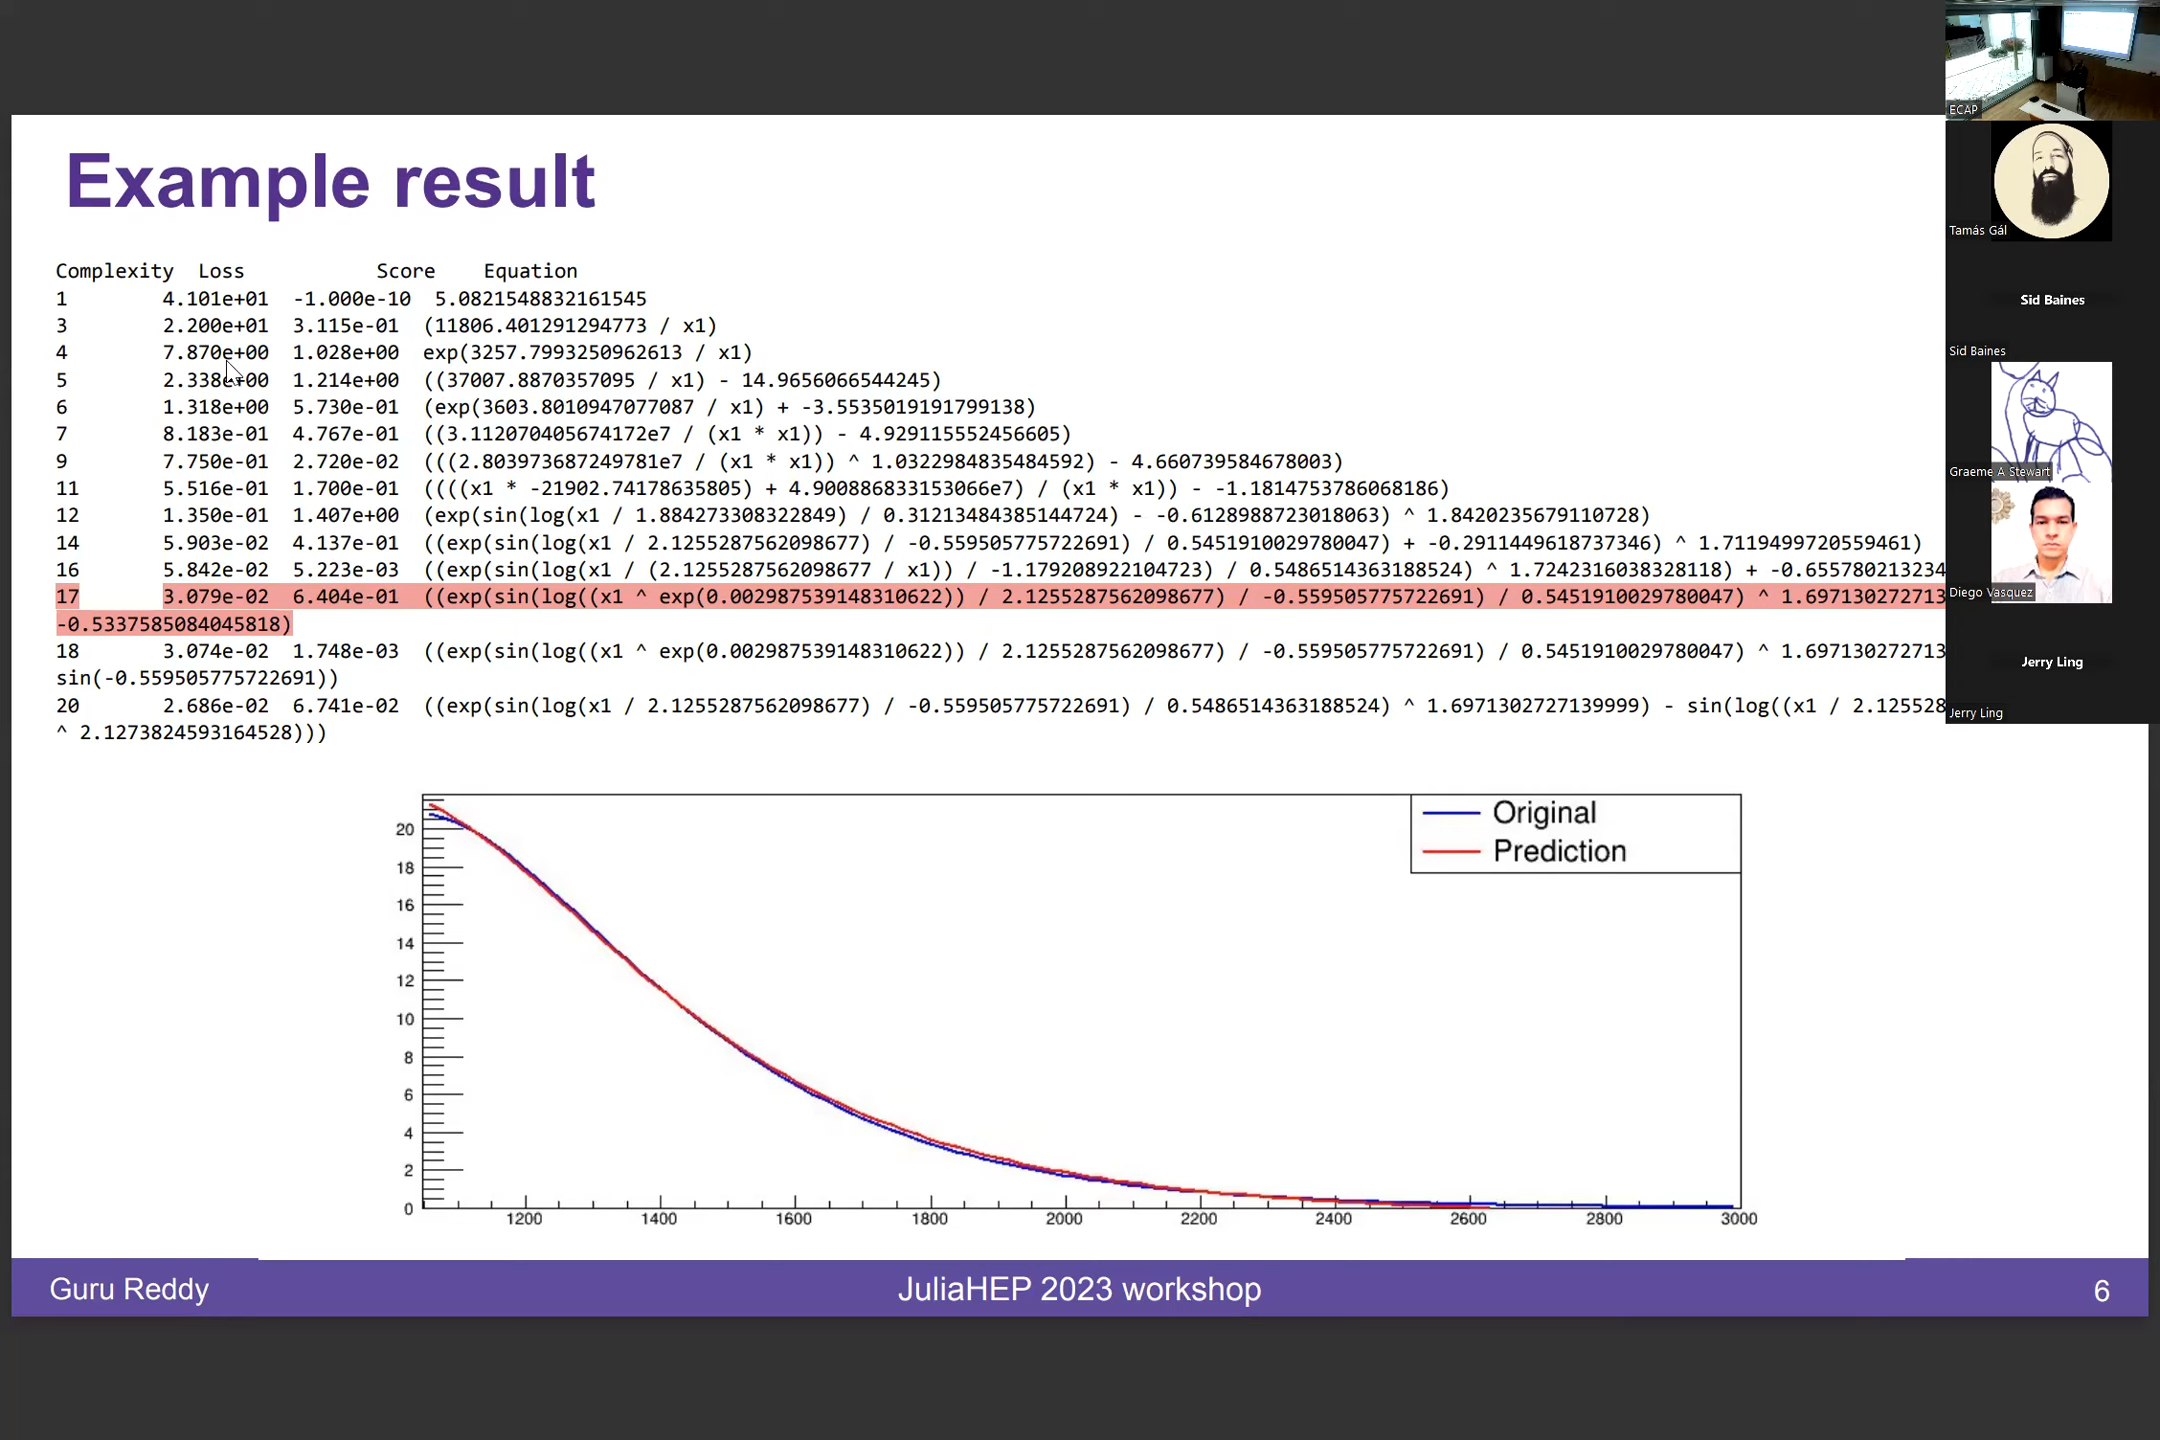 Example result
Complexity Loss Score Equation
1 4.101e+01 -1.000e-10 5.0821548832161545
3 2.200e+01 3.115e-01 (11806.401291294773 / x1)
4 7.870e+00 1.028e+00 exp(3257.7993250962613 / x1)
5 2.338e+00 1.214e+00 ((37007.8870357095 / x1) - 14.9656066544245)
6 1.318e+00 5.730e-01 (exp(3603.8010947077087 / x1) + -3.5535019191799138)
7 8.183e-01 4.767e-01 ((3.112070405674172e7 / (x1 * x1)) - 4.929115552456605)
9 7.750e-01 2.720e-02 (((2.803973687249781e7 / (x1 * x1)) ^ 1.0322984835484592) - 4.660739584678003)
11 5.516e-01 1.700e-01 ((((x1 * -21902.74178635805) + 4.900886833153066e7) / (x1 * x1)) - -1.1814753786068186)
12 1.350e-01 1.407e+00 (exp(sin(log(x1 / 1.884273308322849) / 0.31213484385144724) - -0.6128988723018063) ^ 1.8420235679110728)
14 5.903e-02 4.137e-01 ((exp(sin(log(x1 / 2.1255287562098677) / -0.559505775722691) / 0.5451910029780047) + -0.2911449618737346) ^ 1.7119499720559461)
16 5.842e-02 5.223e-03 ((exp(sin(log(x1 / (2.1255287562098677 / x1)) / -1.179208922104723) / 0.5486514363188524) ^ 1.7242316038328118) + -0.655780213234
17 3.079e-02 6.404e-01 ((exp(sin(log((x1 ^ exp(0.002987539148310622)) / 2.1255287562098677) / -0.559505775722691) / 0.5451910029780047) ^ 1.697130272713
-0.5337585084045818)
18 3.074e-02 1.748e-03 ((exp(sin(log((x1 ^ exp(0.002987539148310622)) / 2.1255287562098677) / -0.559505775722691) / 0.5451910029780047) ^ 1.697130272713
sin(-0.559505775722691))
20 2.686e-02 6.741e-02 ((exp(sin(log(x1 / 2.1255287562098677) / -0.559505775722691) / 0.5486514363188524) ^ 1.6971302727139999) - sin(log((x1 / 2.12552​8
^ 2.1273824593164528)))
Original
Prediction
20
18
16
14
12
10
8
6
4
2
0
1200 1400 1600 1800 2000 2200 2400 2600 2800 3000
Guru Reddy JuliaHEP 2023 workshop 6
ECAP
Tamás Gál
Sid Baines
Sid Baines
Graeme A Stewart
Diego Vasquez
Jerry Ling
Jerry Ling